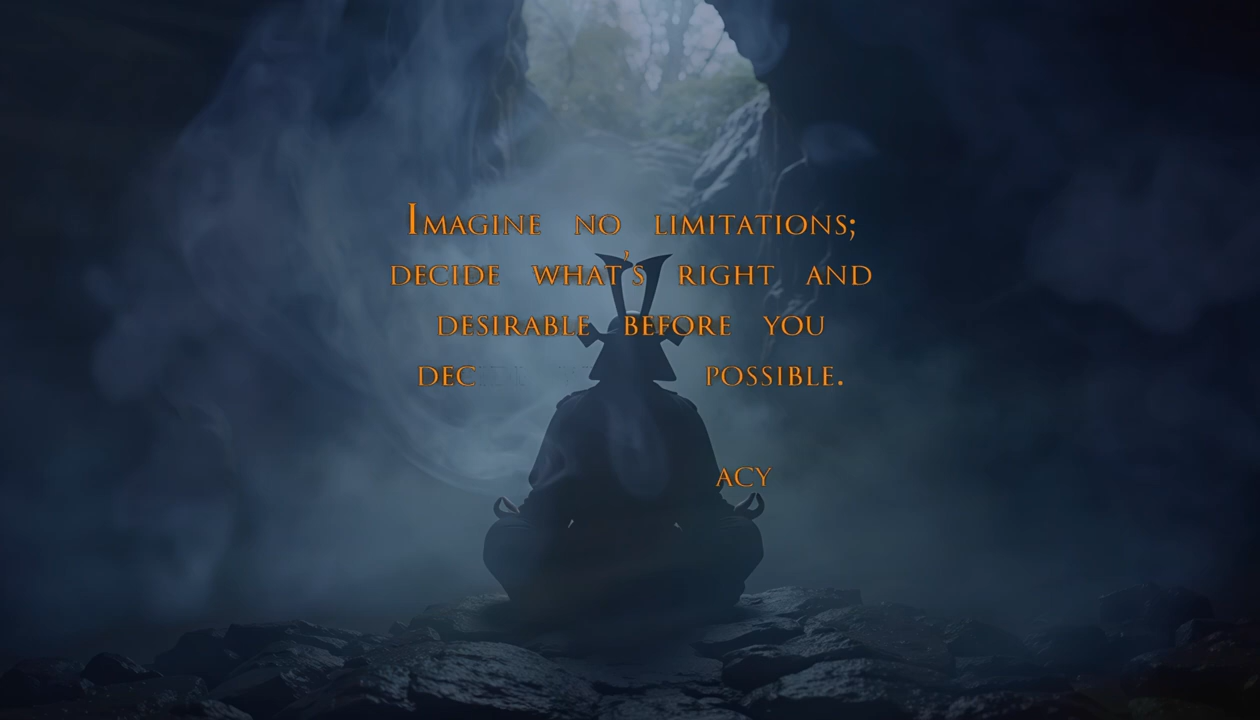 Imagine no limitations;
decide what's right and
desirable before you
possible.